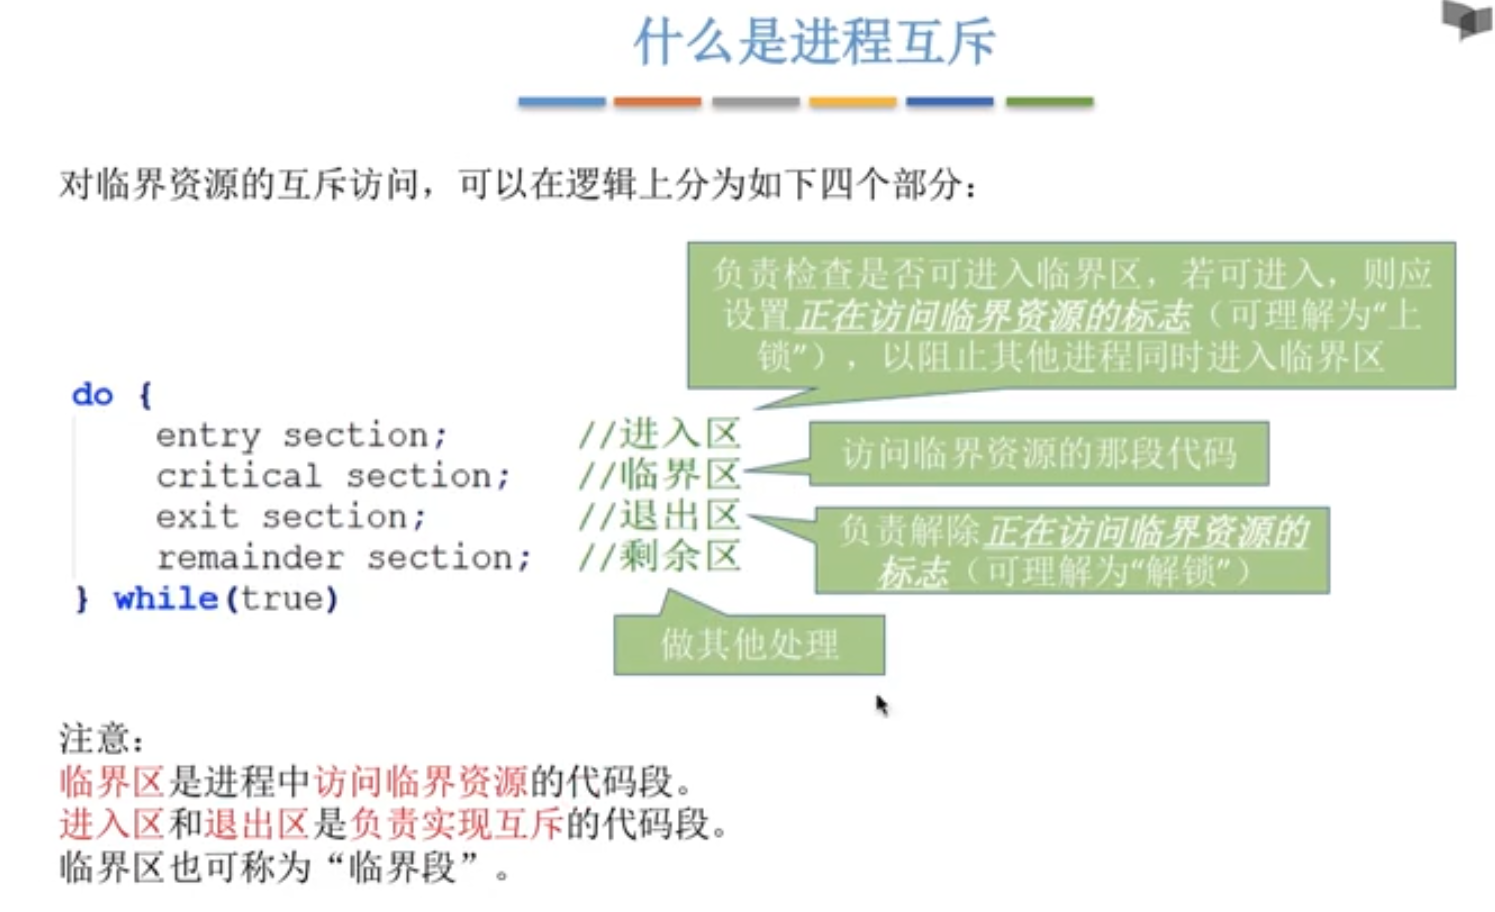 什么是进程互斥
对临界资源的互斥访问，可以在逻辑上分为如下四个部分：
负责检查是否可进入临界区，若可进入，则应
设置正在访问临界资源的标志（可理解为“上
锁”），以阻止其他进程同时进入临界区
do {
entry section; //进入区
critical section; //临界区
exit section; //退出区
remainder section; //剩余区
} while(true)
访问临界资源的那段代码
负责解除正在访问临界资源的
标志（可理解为“解锁”）
做其他处理
注意：
临界区是进程中访问临界资源的代码段。
进入区和退出区是负责实现互斥的代码段。
临界区也可称为“临界段”。